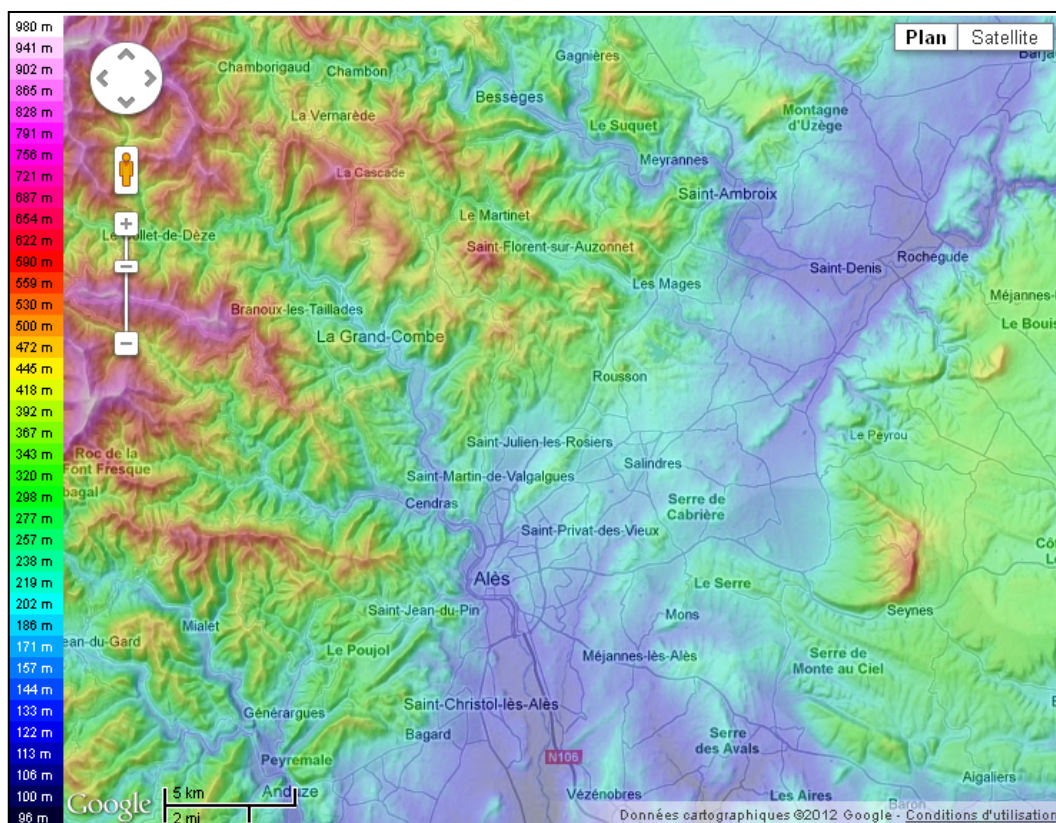 980 m
941 m
902 m
865 m
828 m
791 m
756 m
721 m
687 m
654 m
622 m
590 m
559 m
530 m
500 m
472 m
445 m
418 m
392 m
367 m
343 m
320 m
298 m
277 m
257 m
238 m
219 m
202 m
186 m
171 m
157 m
144 m
133 m
122 m
113 m
106 m
100 m
96 m
Plan Satellite
Gagnières
Chamborigaud Chambon
Bessèges
La Vernarède
Le Suquet
Montagne
d'Uzège
Meyrannes
La Cascade
Saint-Ambroix
Le Martinet
Saint-Florent-sur-Auzonnet
Rochegude
Saint-Denis
Les Mages
Branoux-les-Taillades
La Grand-Combe
Le Bouis
Rousson
Le Peyrou
Saint-Julien-les-Rosiers
Roc de la
Font Fresque
Salindres
Saint-Martin-de-Valgalgues
Cendras
Serre de
Cabrière
Saint-Privat-des-Vieux
Alès
Le Serre
Saint-Jean-du-Pin
Mons
Seynes
Mialet
ean-du-Gard
Le Poujol
Méjannes-lès-Alès
Serre de
Monte au Ciel
Saint-Christol-lès-Alès
Générargues
Bagard
Serre
des Avals
N106
Peyremale
Aigaliers
Anduze
Vézénobres
Les Aires
Baron
5 km
2 mi
Google
Données cartographiques ©2012 Google - Conditions d'utilisation